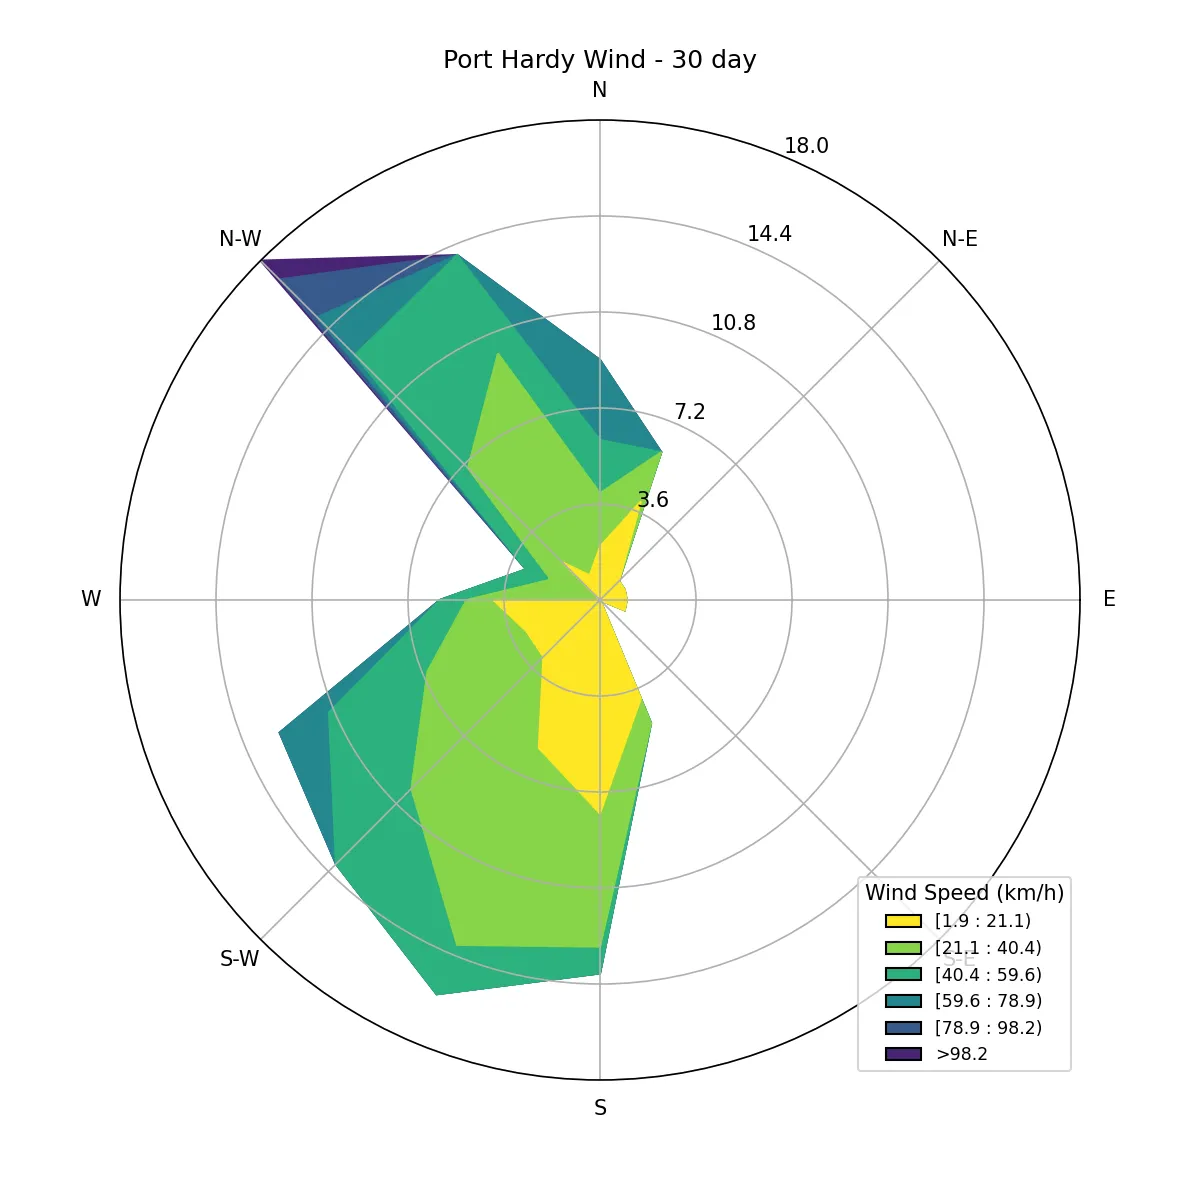 Port Hardy Wind - 30 day
N
18.0
14.4
N-W
N-E
10.8
7.2
3.6
W
E
Wind Speed (km/h)
[1.9 : 21.1)
[21.1 : 40.4)
S-W
S-E
[40.4 : 59.6)
[59.6 : 78.9)
[78.9 : 98.2)
>98.2
S